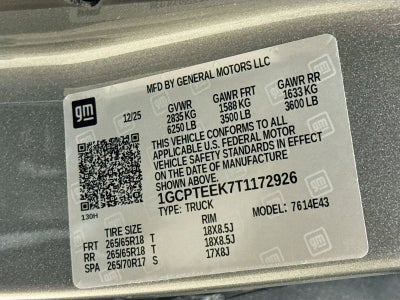 gm
MFD BY GENERAL MOTORS LLC
12/25 GVWR GAWR FRT GAWR RR
2835 KG 1588 KG 1633 KG
6250 LB 3500 LB 3600 LB
THIS VEHICLE CONFORMS TO ALL
APPLICABLE U.S. FEDERAL MOTOR
VEHICLE SAFETY STANDARDS IN EFFECT
ON THE DATE OF MANUFACTURE
SHOWN ABOVE.
1GCPTEEK7T1172926
TYPE: TRUCK MODEL: 7614E43
130H
TIRE SIZE RIM
FRT 265/65R18 T 18X8.5J
RR 265/65R18 T 18X8.5J
SPA 265/70R17 S 17X8J